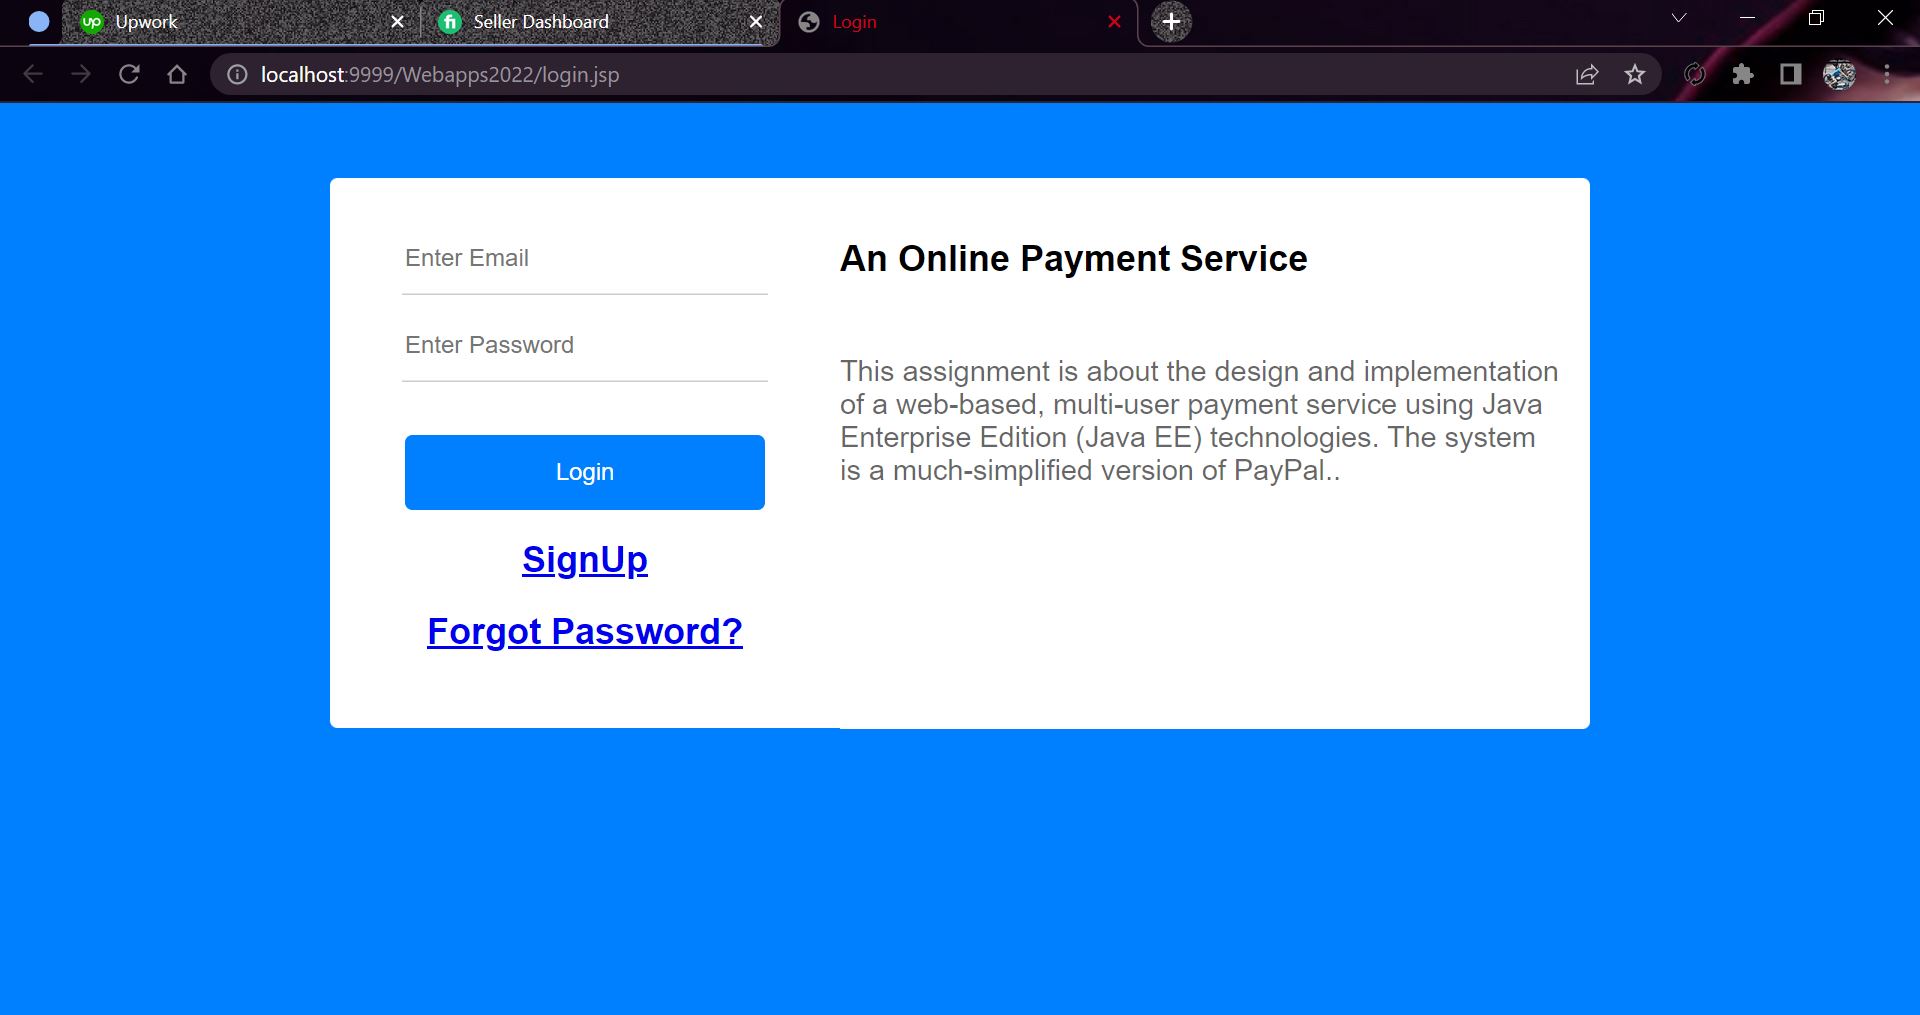 up Upwork
fi Seller Dashboard
Login
localhost:9999/Webapps2022/login.jsp
Enter Email
Enter Password
Login
SignUp
Forgot Password?
An Online Payment Service
This assignment is about the design and implementation
of a web-based, multi-user payment service using Java
Enterprise Edition (Java EE) technologies. The system
is a much-simplified version of PayPal..